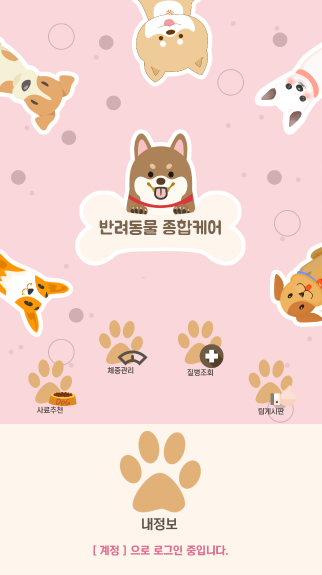 반려동물 종합케어
체중관리
질병조회
사료추천
팁게시판
내정보
[ 계정 ] 으로 로그인 중입니다.